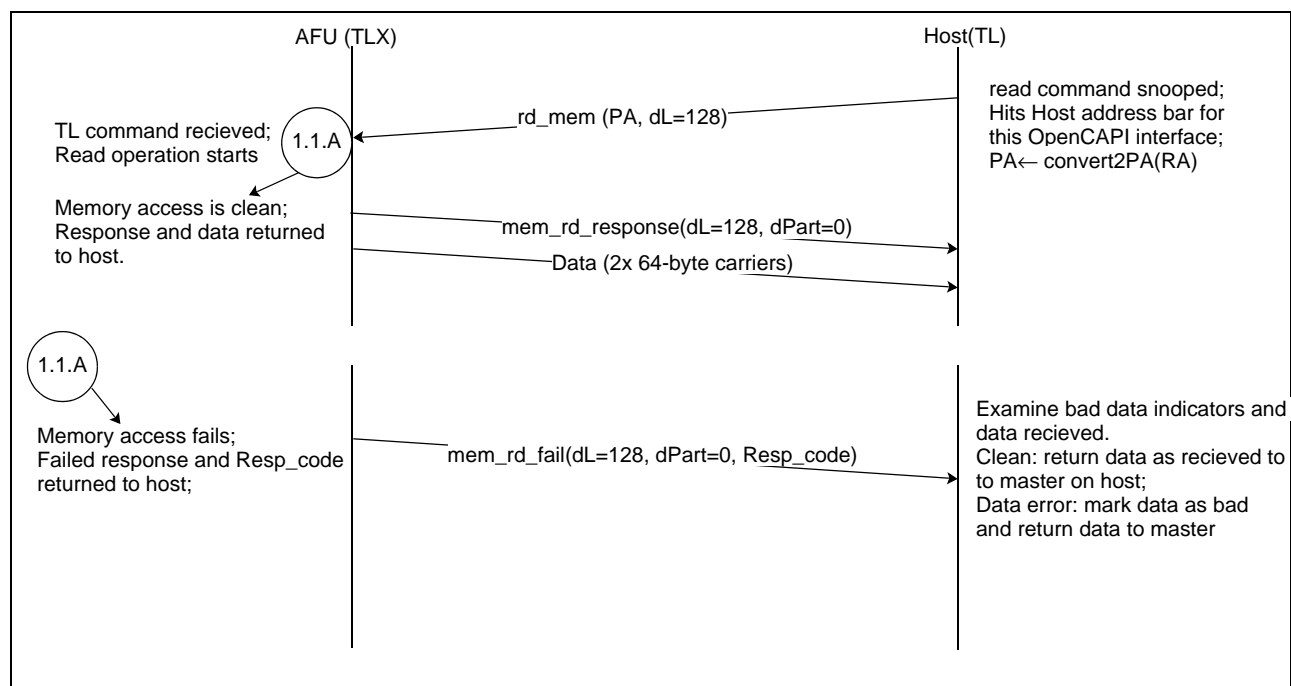 AFU (TLX)
Host(TL)
read command snooped;
Hits Host address bar for
this OpenCAPI interface;
PA← convert2PA(RA)
rd_mem (PA, dL=128)
TL command recieved;
Read operation starts
1.1.A
Memory access is clean;
Response and data returned
to host.
mem_rd_response(dL=128, dPart=0)
Data (2x 64-byte carriers)
1.1.A
Memory access fails;
Failed response and Resp_code
returned to host;
mem_rd_fail(dL=128, dPart=0, Resp_code)
Examine bad data indicators and
data recieved.
Clean: return data as recieved to
to master on host;
Data error: mark data as bad
and return data to master